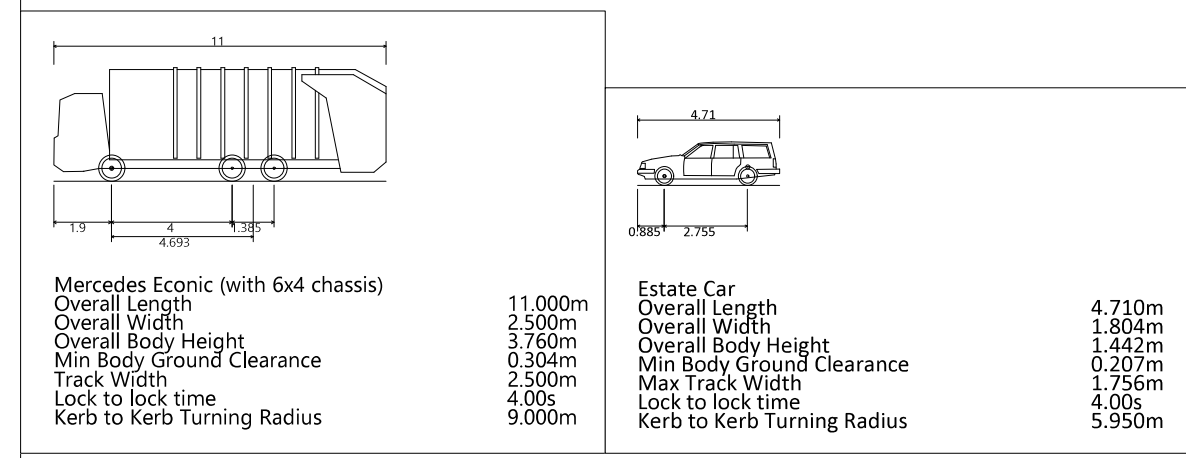 11
1.9
4
1.385
4.693
Mercedes Econic (with 6x4 chassis)
Overall Length 11.000m
Overall Width 2.500m
Overall Body Height 3.760m
Min Body Ground Clearance 0.304m
Track Width 2.500m
Lock to lock time 4.00s
Kerb to Kerb Turning Radius 9.000m
4.71
0.885
2.755
Estate Car
Overall Length 4.710m
Overall Width 1.804m
Overall Body Height 1.442m
Min Body Ground Clearance 0.207m
Max Track Width 1.756m
Lock to lock time 4.00s
Kerb to Kerb Turning Radius 5.950m